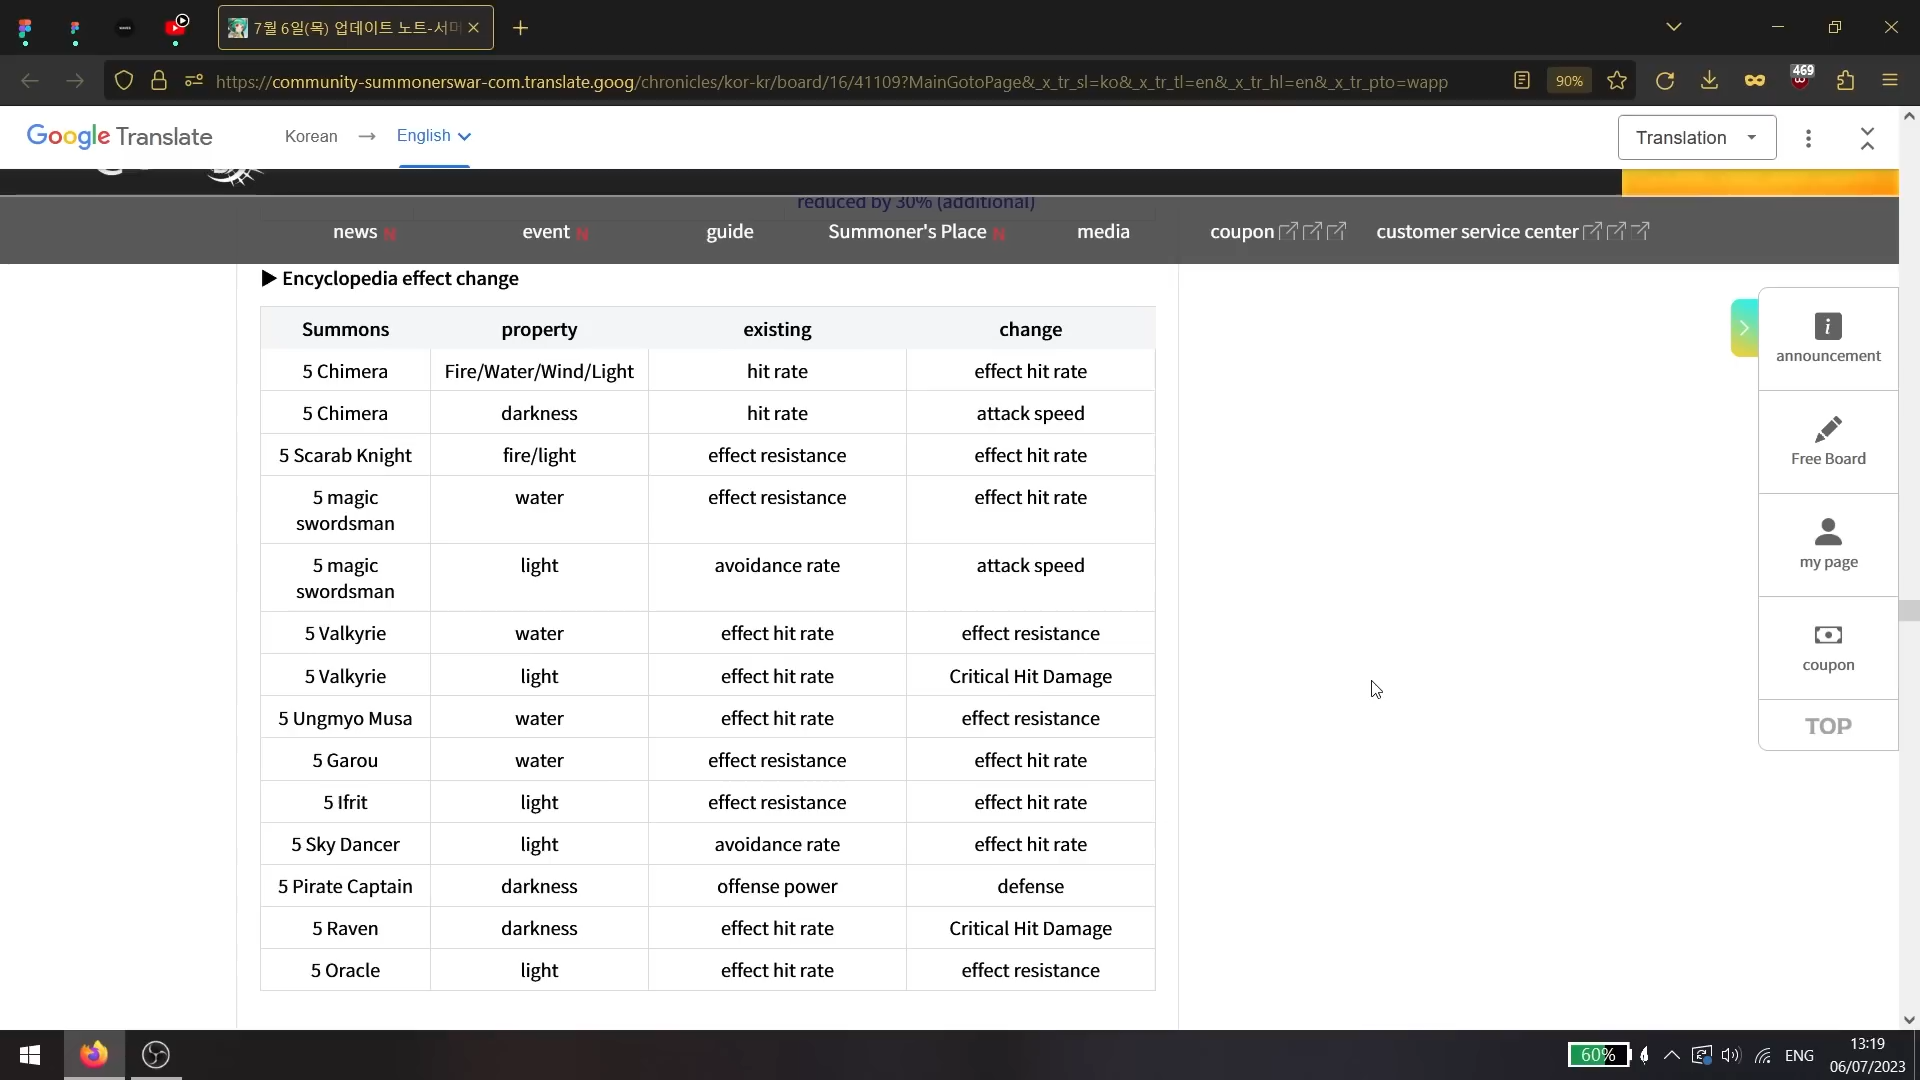 7월 6일(목) 업데이트 노트-서머
https://community-summonerswar-com.translate.goog/chronicles/kor-kr/board/16/41109?MainGotoPage&_x_tr_sl=ko&_x_tr_tl=en&_x_tr_hl=en&_x_tr_pto=wapp
90%
469
Google Translate
Korean → English
Translation
reduced by 30% (additional)
news N event N guide Summoner's Place N media coupon customer service center
▶ Encyclopedia effect change
Summons property existing change
5 Chimera Fire/Water/Wind/Light hit rate effect hit rate
5 Chimera darkness hit rate attack speed
5 Scarab Knight fire/light effect resistance effect hit rate
5 magic swordsman water effect resistance effect hit rate
5 magic swordsman light avoidance rate attack speed
5 Valkyrie water effect hit rate effect resistance
5 Valkyrie light effect hit rate Critical Hit Damage
5 Ungmyo Musa water effect hit rate effect resistance
5 Garou water effect resistance effect hit rate
5 Ifrit light effect resistance effect hit rate
5 Sky Dancer light avoidance rate effect hit rate
5 Pirate Captain darkness offense power defense
5 Raven darkness effect hit rate Critical Hit Damage
5 Oracle light effect hit rate effect resistance
announcement
Free Board
my page
coupon
TOP
60%
ENG
13:19
06/07/2023